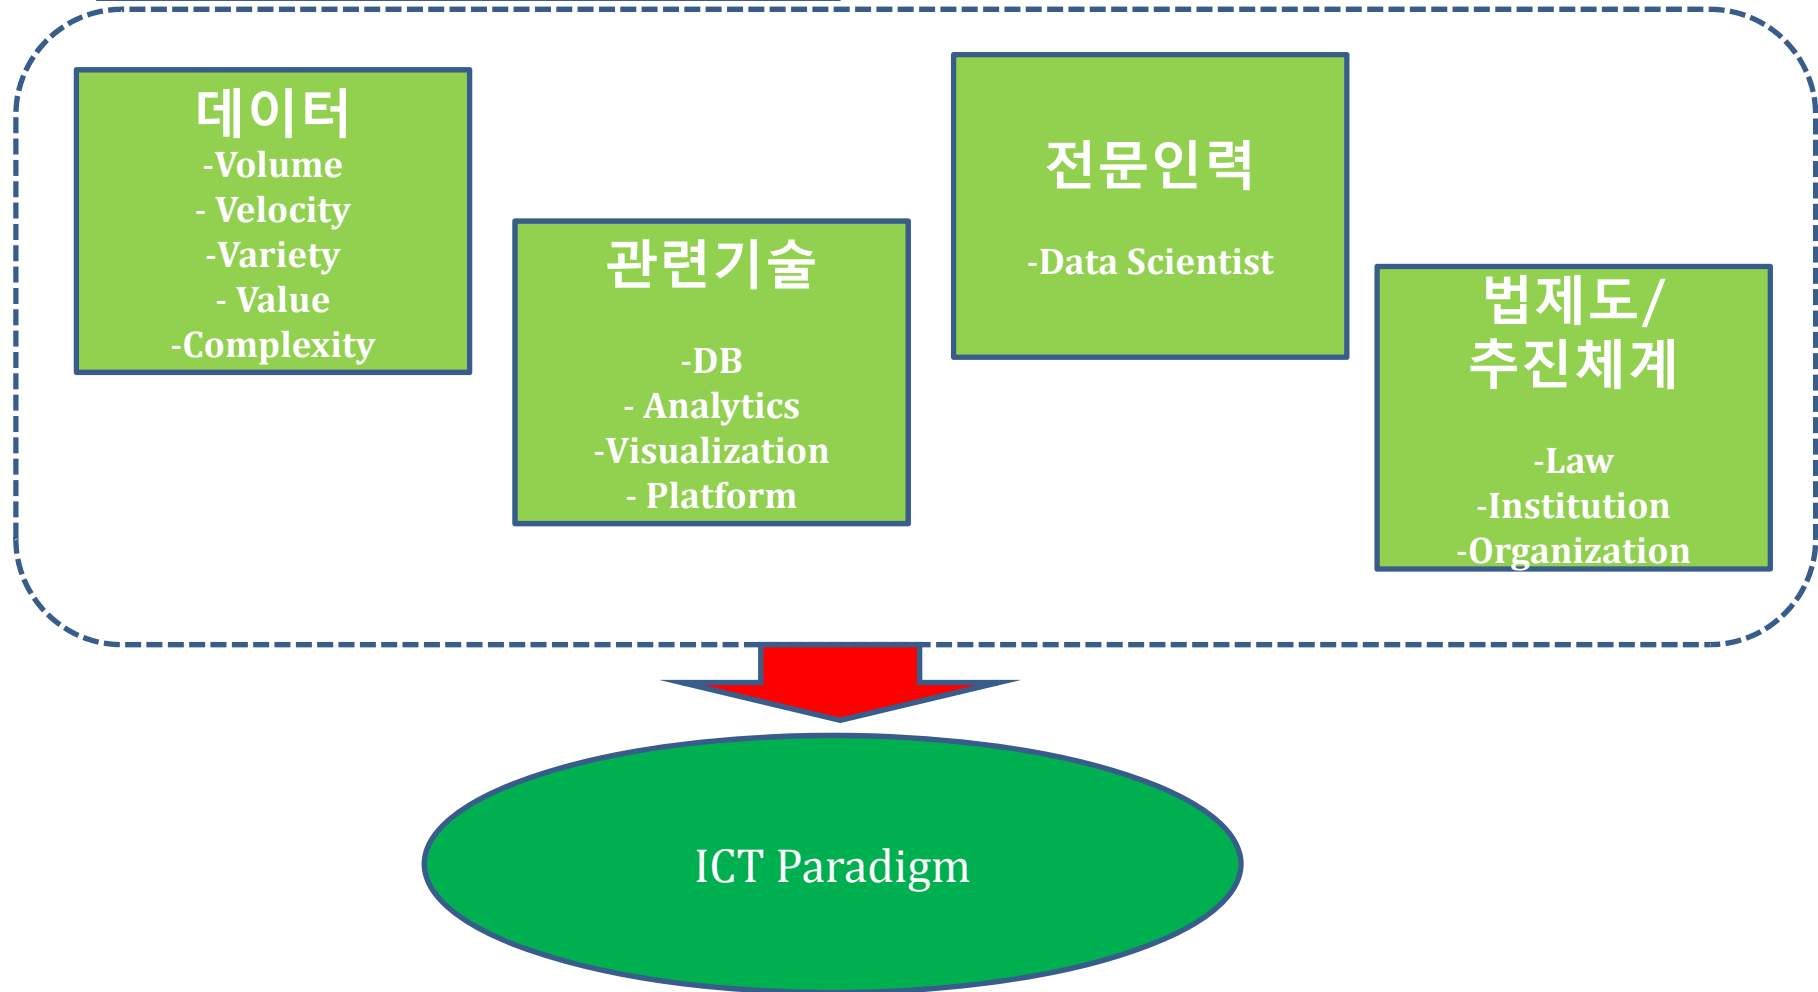 데이터
-Volume
- Velocity
-Variety
- Value
-Complexity
관련기술
-DB
- Analytics
-Visualization
- Platform
전문인력
-Data Scientist
법제도/
추진체계
-Law
-Institution
-Organization
ICT Paradigm